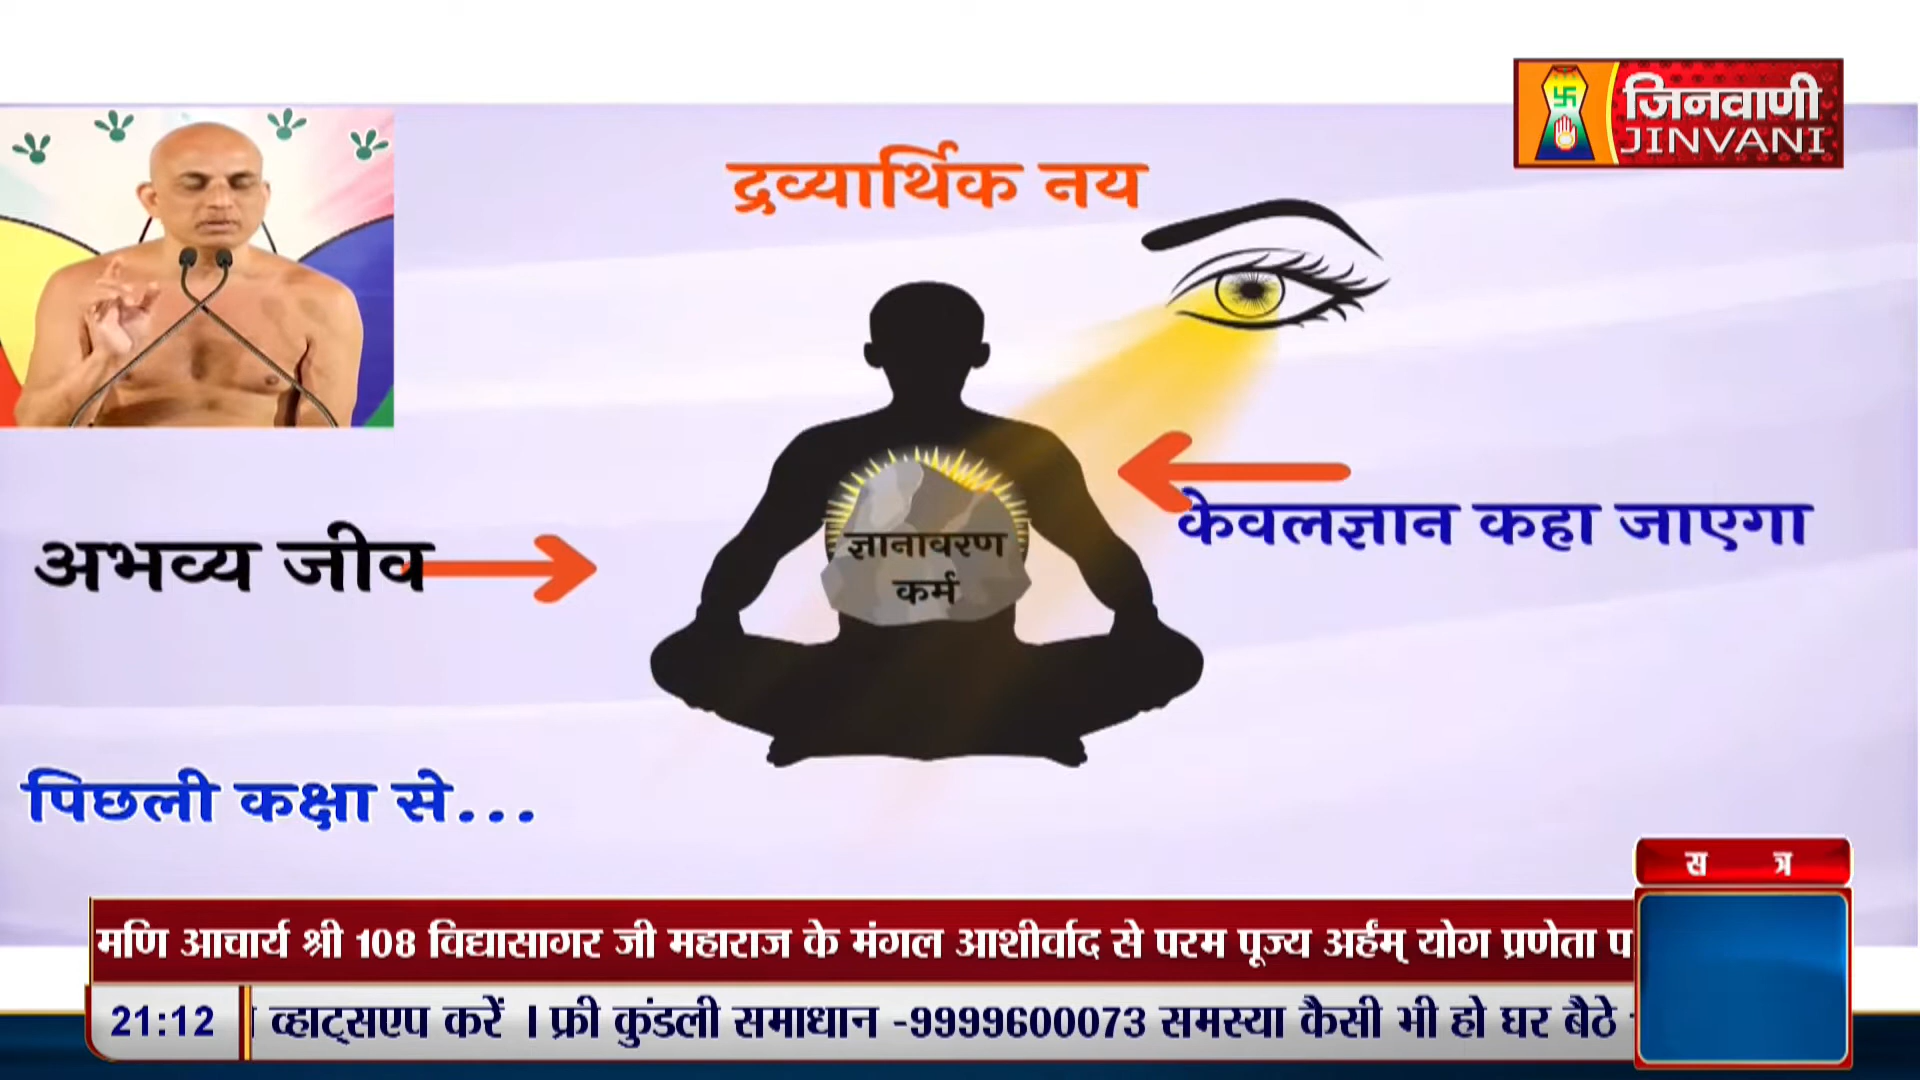 जिनवाणी
JINVANI
द्रव्यार्थिक नय
केवलज्ञान कहा जाएगा
अभव्य जीव
ज्ञानावरण
कर्म
पिछली कक्षा से...
स त्र
मणि आचार्य श्री 108 विद्यासागर जी महाराज के मंगल आशीर्वाद से परम पूज्य अर्हंम् योग प्रणेता प
21:12
व्हाट्सएप करें । फ्री कुंडली समाधान -9999600073 समस्या कैसी भी हो घर बैठे